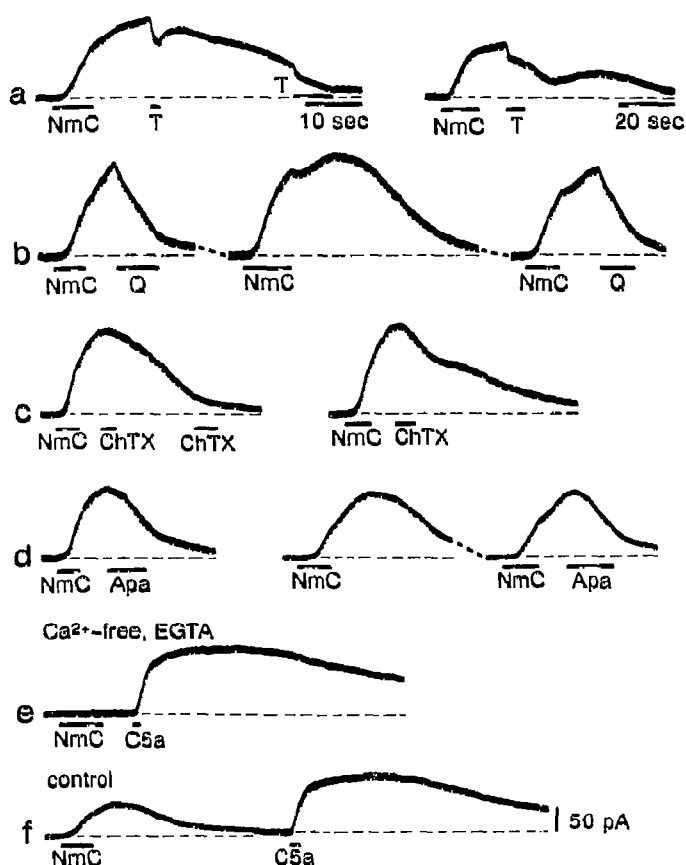 T
a
NmC T 10 sec NmC T 20 sec
b
NmC Q NmC NmC Q
c
NmC ChTX ChTX NmC ChTX
d
NmC Apa NmC NmC Apa
Ca²⁺-free, EGTA
e
NmC C5a
control
f
50 pA
NmC C5a